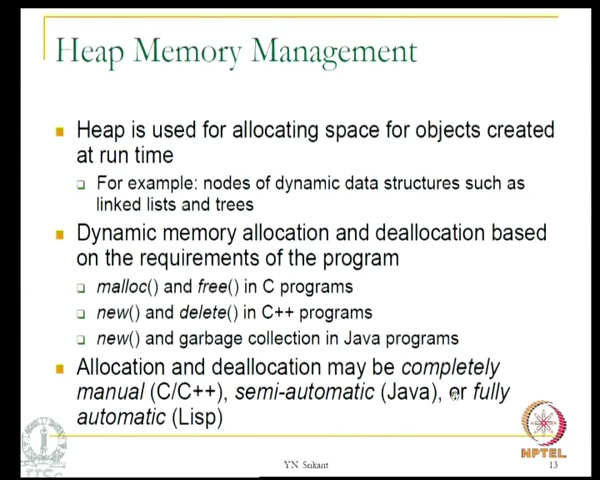 Heap Memory Management
Heap is used for allocating space for objects created
at run time
For example: nodes of dynamic data structures such as
linked lists and trees
Dynamic memory allocation and deallocation based
on the requirements of the program
malloc() and free() in C programs
new() and delete() in C++ programs
new() and garbage collection in Java programs
Allocation and deallocation may be completely
manual (C/C++), semi-automatic (Java), or fully
automatic (Lisp)
NPTEL
Y.N. Srikant
13